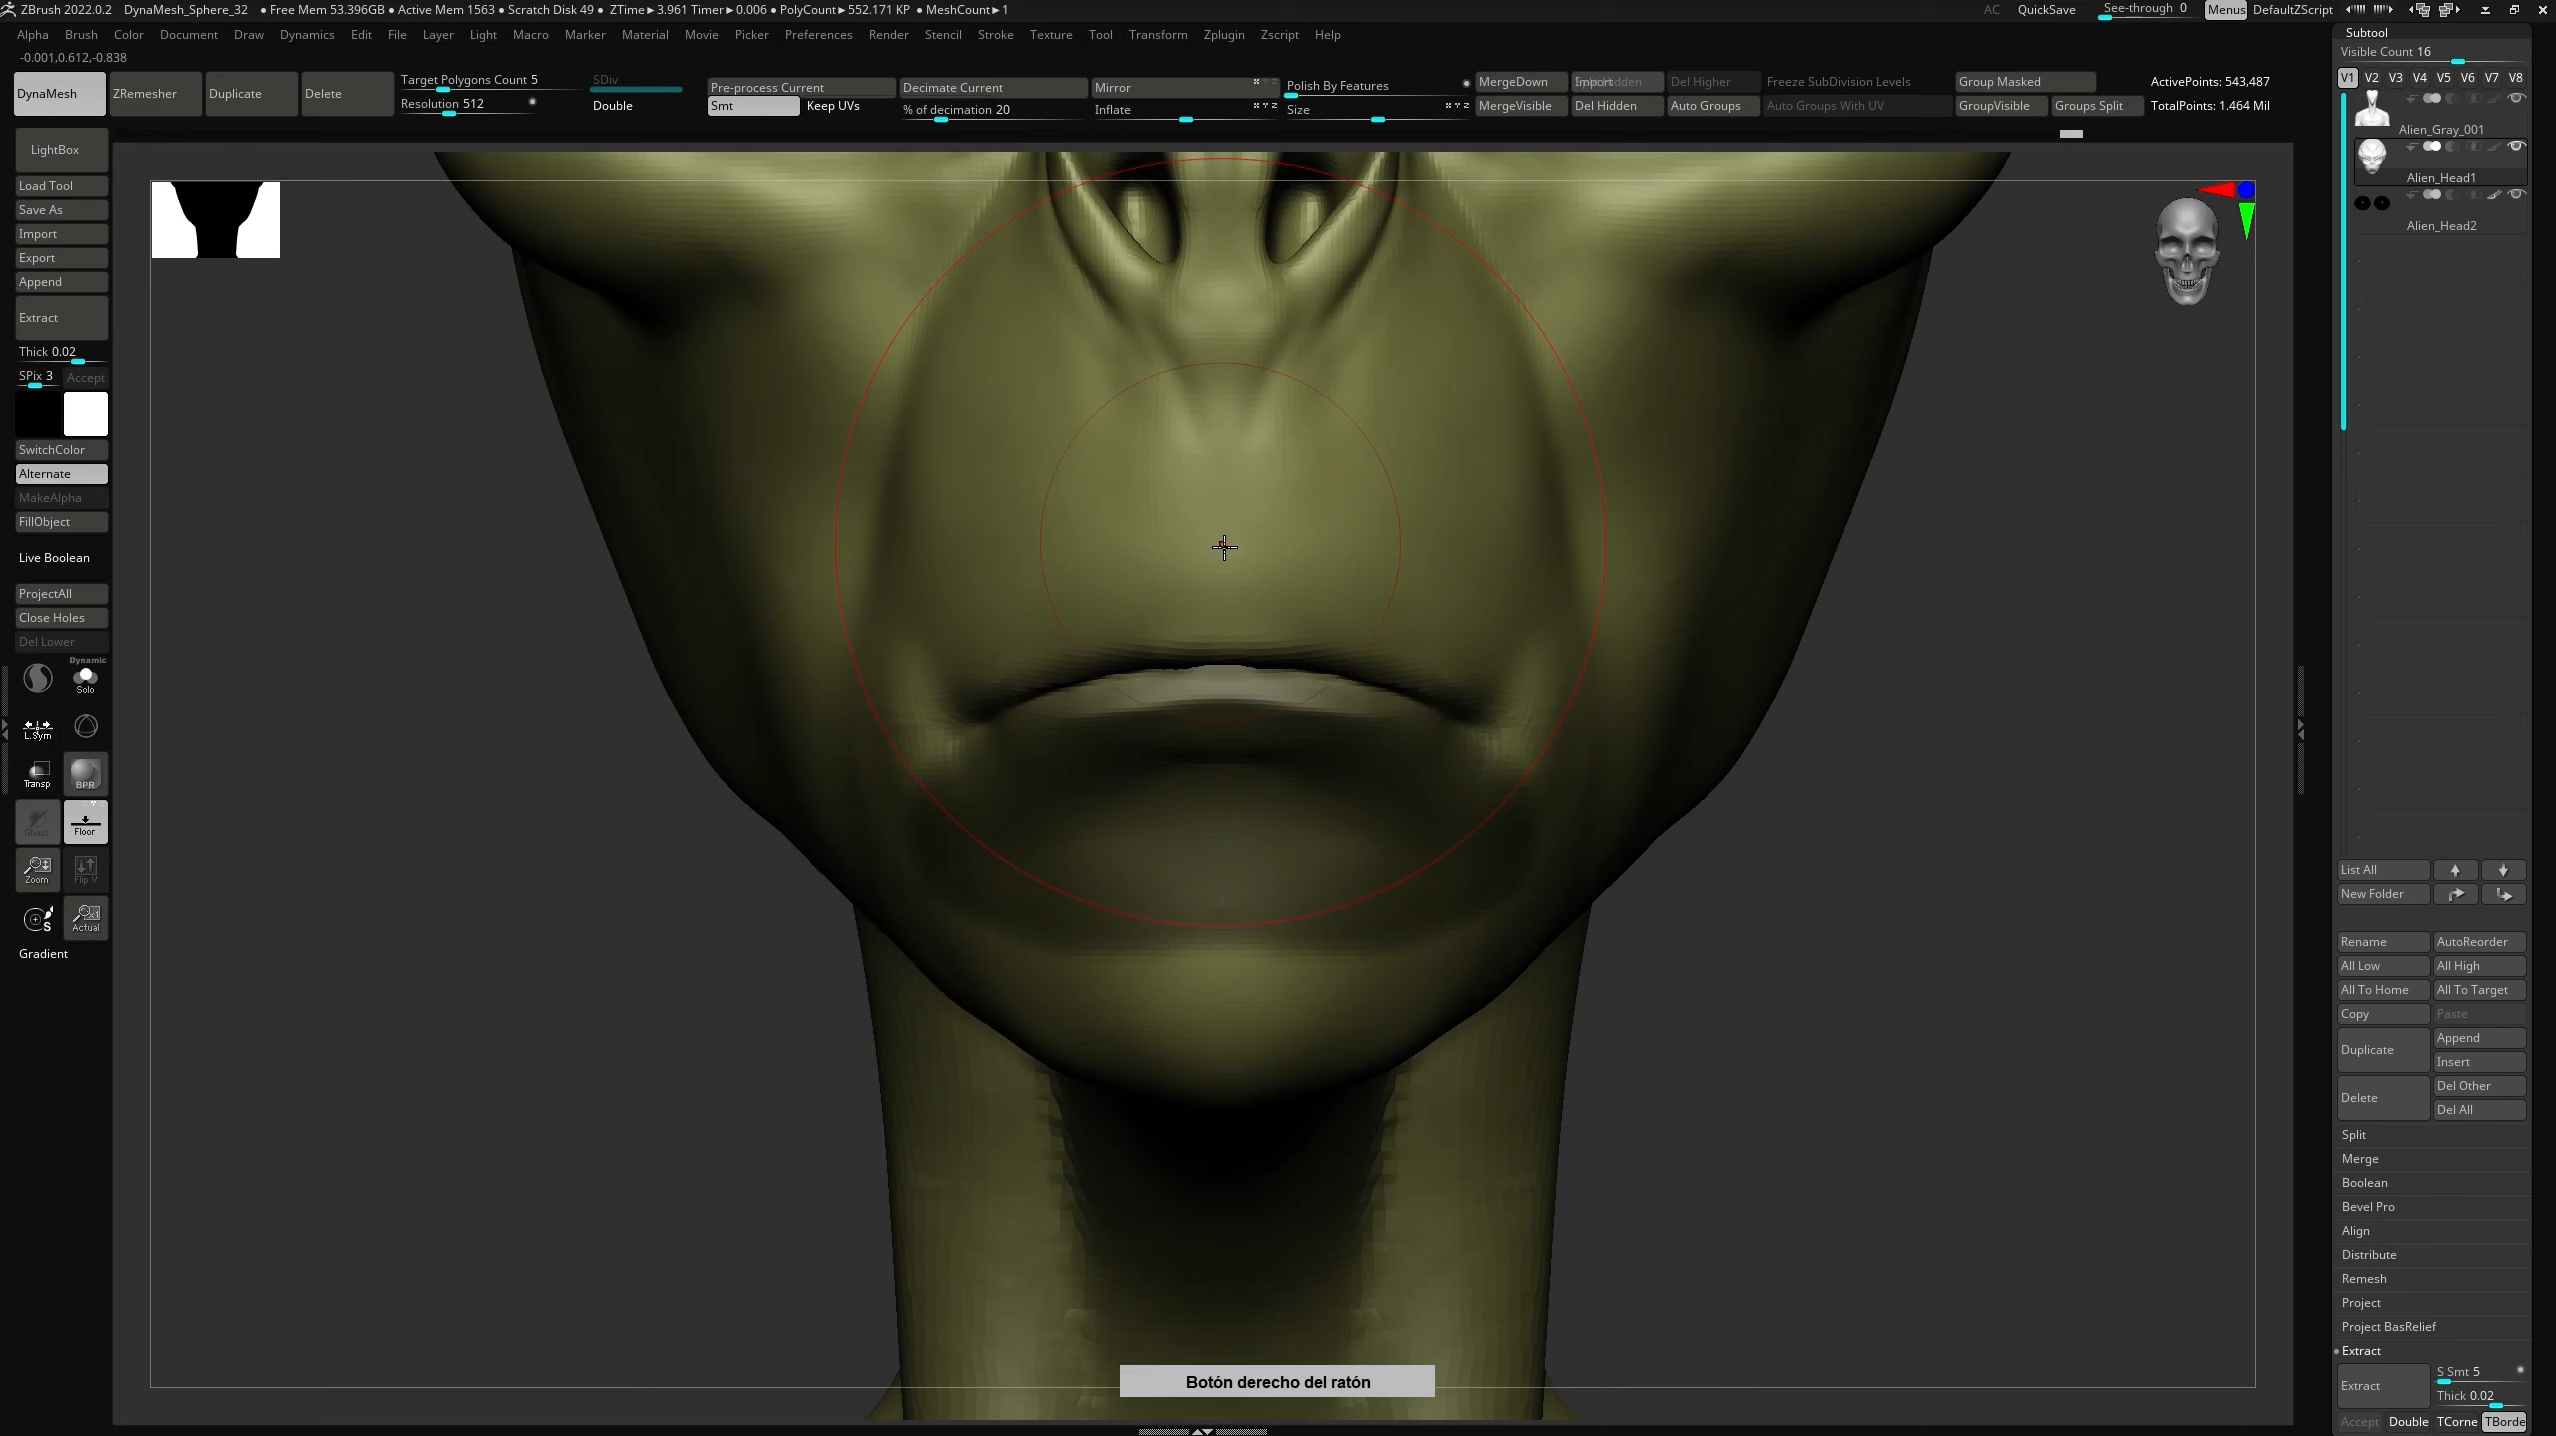 ZBrush 2022.0.2 DynaMesh_Sphere_32 ● Free Mem 53.396GB ● Active Mem 1563 ● Scratch Disk 49 ● ZTime►3.961 Timer►0.006 ● PolyCount►552.171 KP ● MeshCount►1 AC QuickSave See-through 0 Menus DefaultZScript
Alpha Brush Color Document Draw Dynamics Edit File Layer Light Macro Marker Material Movie Picker Preferences Render Stencil Stroke Texture Tool Transform Zplugin Zscript Help
-0.001,0.612,-0.838
DynaMesh ZRemesher Duplicate Delete
Target Polygons Count 5
Resolution 512
SDiv
Double
Pre-process Current
Smt Keep UVs
Decimate Current
% of decimation 20
Mirror
Inflate
Polish By Features
Size
MergeDown Import Del Higher Freeze SubDivision Levels Group Masked
MergeVisible Del Hidden Auto Groups Auto Groups With UV GroupVisible Groups Split
ActivePoints: 543,487
TotalPoints: 1.464 Mil
LightBox
Load Tool
Save As
Import
Export
Append
Extract
Thick 0.02
SPix 3 Accept
SwitchColor
Alternate
MakeAlpha
FillObject
Live Boolean
ProjectAll
Close Holes
Del Lower
Dynamic
Solo
L.Sym
Transp
BPR
Ghost
Floor
Zoom
Flip V
S
Actual
Gradient
Botón derecho del ratón
Subtool
Visible Count 16
V1 V2 V3 V4 V5 V6 V7 V8
Alien_Gray_001
Alien_Head1
Alien_Head2
List All
New Folder
Rename AutoReorder
All Low All High
All To Home All To Target
Copy Paste
Duplicate Append
Insert
Delete Del Other
Del All
Split
Merge
Boolean
Bevel Pro
Align
Distribute
Remesh
Project
Project BasRelief
Extract
Extract S Smt 5
Thick 0.02
Accept Double TCorne TBorde